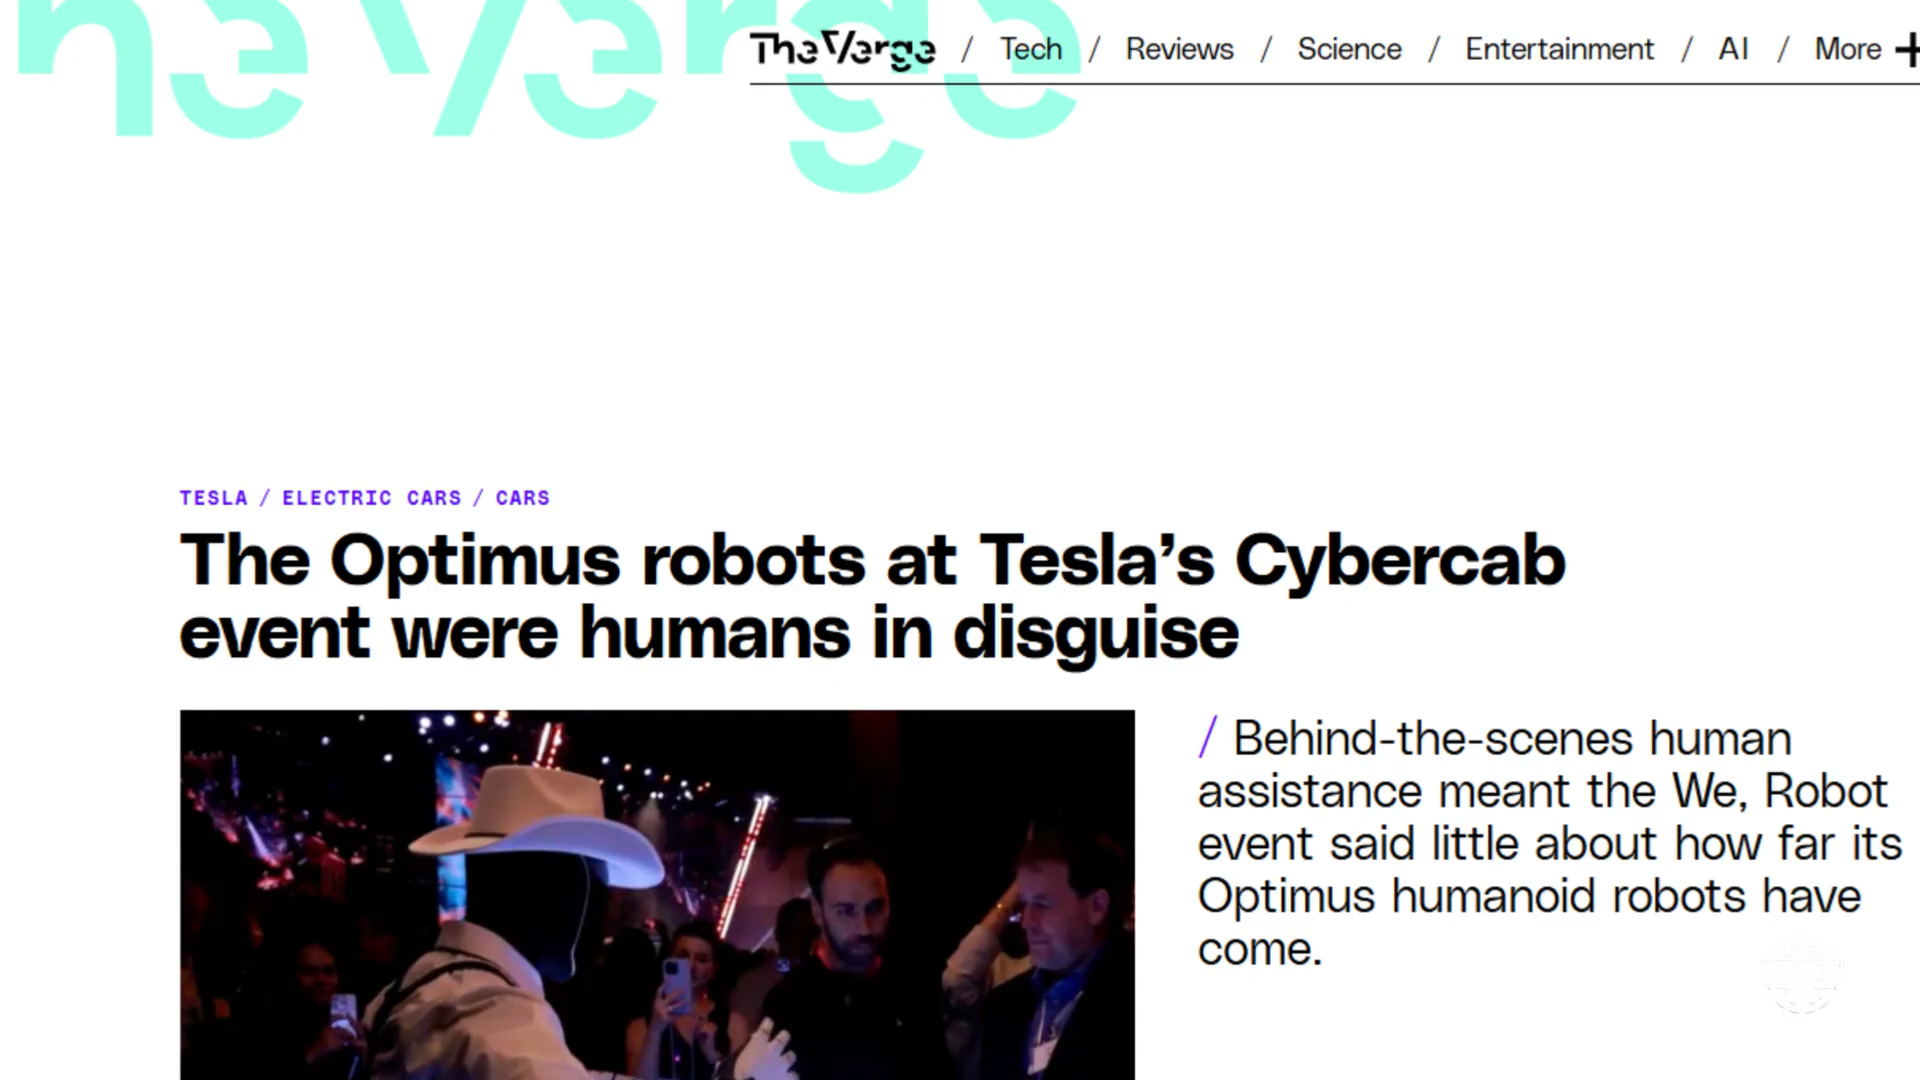 The Verge
The Verge / Tech / Reviews / Science / Entertainment / AI / More +
TESLA / ELECTRIC CARS / CARS
The Optimus robots at Tesla’s Cybercab
event were humans in disguise
/ Behind-the-scenes human
assistance meant the We, Robot
event said little about how far its
Optimus humanoid robots have
come.